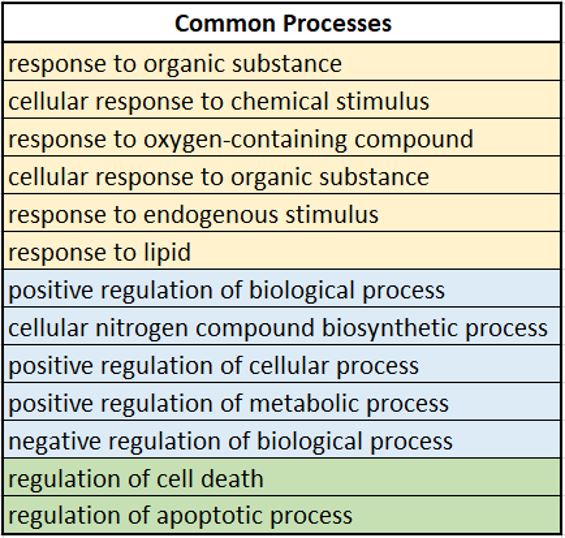 Common Processes
response to organic substance
cellular response to chemical stimulus
response to oxygen-containing compound
cellular response to organic substance
response to endogenous stimulus
response to lipid
positive regulation of biological process
cellular nitrogen compound biosynthetic process
positive regulation of cellular process
positive regulation of metabolic process
negative regulation of biological process
regulation of cell death
regulation of apoptotic process